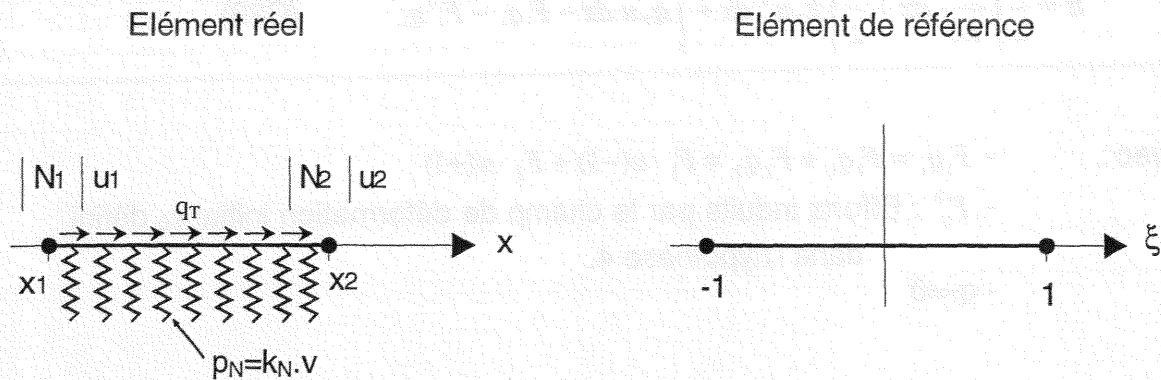 Elément réel
Elément de référence
N1 u1
N2 u2
qT
x
ξ
x1
x2
-1
1
pN=kN.v